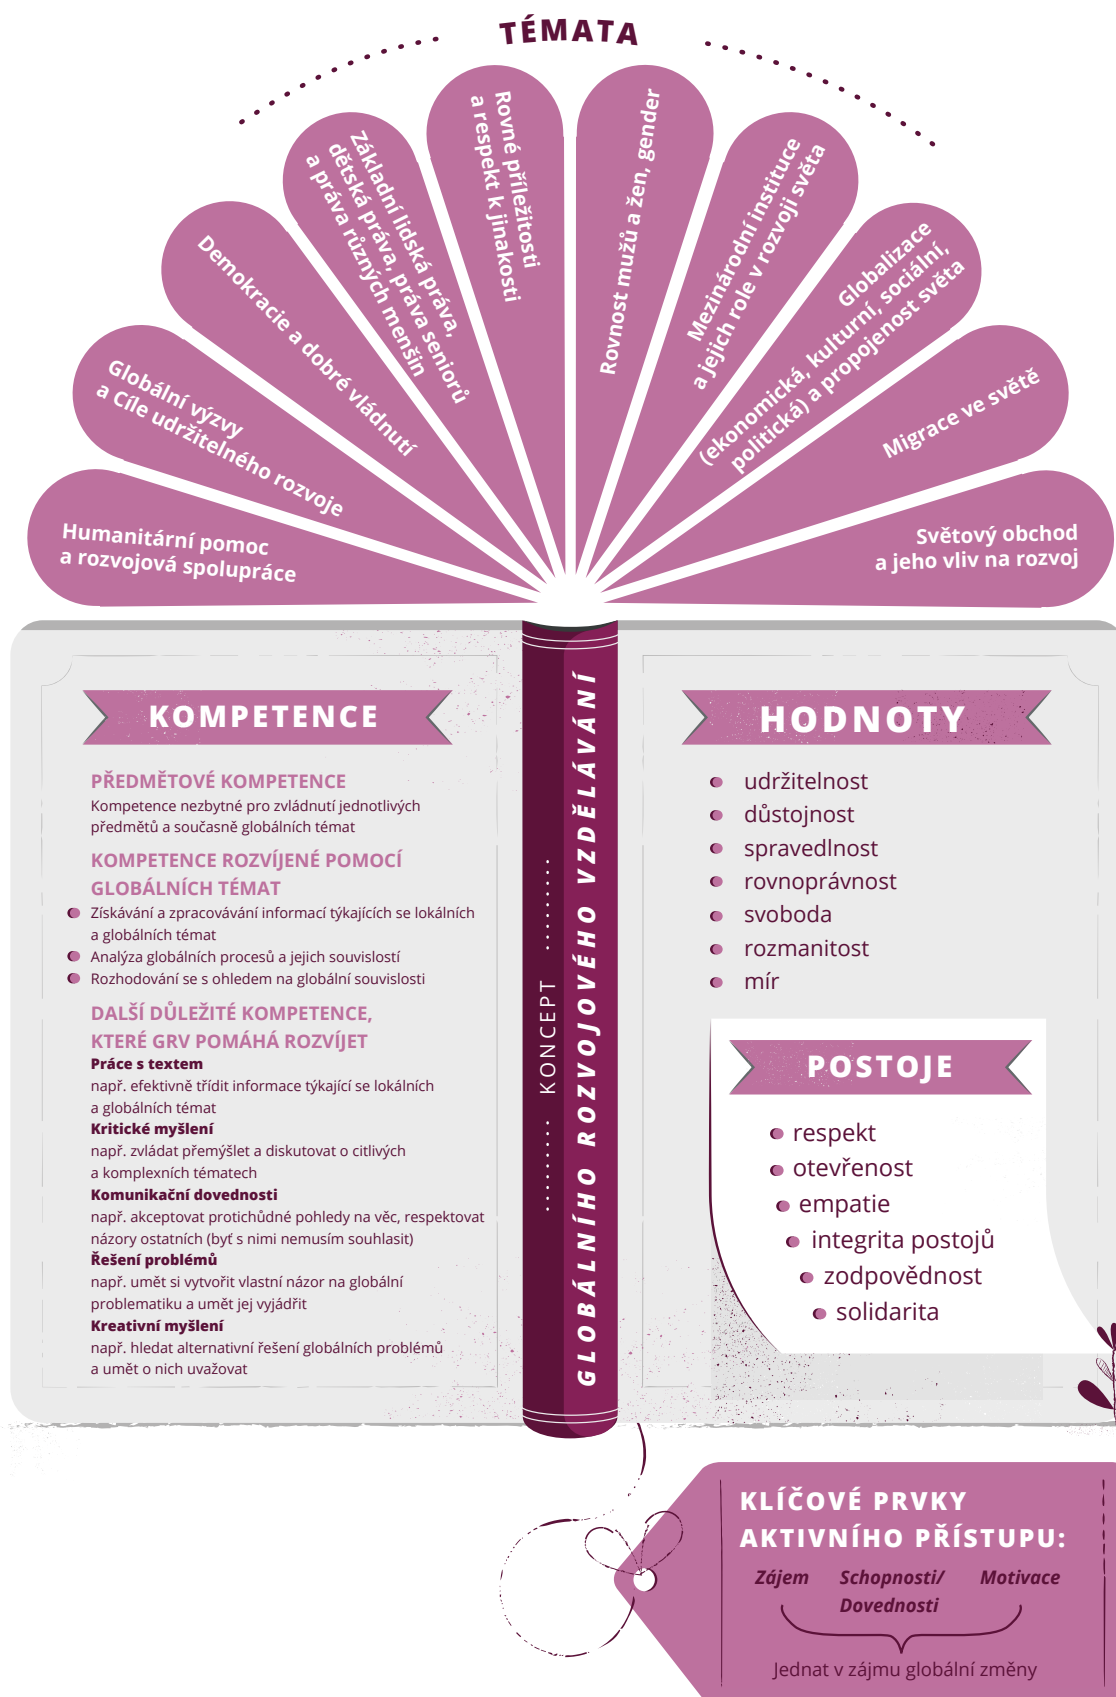 TÉMATA
Humanitární pomoc
a rozvojová spolupráce
Globální výzvy
a Cíle udržitelného rozvoje
Demokracie a dobré vládnutí
Základní lidská práva,
dětská práva, práva seniorů
a práva různých menšin
Rovné příležitosti
a respekt k jinakosti
Rovnost mužů a žen, gender
Mezinárodní instituce
a jejich role v rozvoji světa
Globalizace
(ekonomická, kulturní, sociální,
politická) a propojenost světa
Migrace ve světě
Světový obchod
a jeho vliv na rozvoj
KOMPETENCE
PŘEDMĚTOVÉ KOMPETENCE
Kompetence nezbytné pro zvládnutí jednotlivých
předmětů a současně globálních témat
KOMPETENCE ROZVÍJENÉ POMOCÍ
GLOBÁLNÍCH TÉMAT
Získávání a zpracovávání informací týkajících se lokálních
a globálních témat
Analýza globálních procesů a jejich souvislostí
Rozhodování se s ohledem na globální souvislosti
DALŠÍ DŮLEŽITÉ KOMPETENCE,
KTERÉ GRV POMÁHÁ ROZVÍJET
Práce s textem
např. efektivně třídit informace týkající se lokálních
a globálních témat
Kritické myšlení
např. zvládat přemýšlet a diskutovat o citlivých
a komplexních tématech
Komunikační dovednosti
např. akceptovat protichůdné pohledy na věc, respektovat
názory ostatních (byť s nimi nemusím souhlasit)
Řešení problémů
např. umět si vytvořit vlastní názor na globální
problematiku a umět jej vyjádřit
Kreativní myšlení
např. hledat alternativní řešení globálních problémů
a umět o nich uvažovat
KONCEPT
GLOBÁLNÍHO ROZVOJOVÉHO VZDĚLÁVÁNÍ
HODNOTY
udržitelnost
důstojnost
spravedlnost
rovnoprávnost
svoboda
rozmanitost
mír
POSTOJE
respekt
otevřenost
empatie
integrita postojů
zodpovědnost
solidarita
KLÍČOVÉ PRVKY
AKTIVNÍHO PŘÍSTUPU:
Zájem Schopnosti/ Motivace
Dovednosti
Jednat v zájmu globální změny